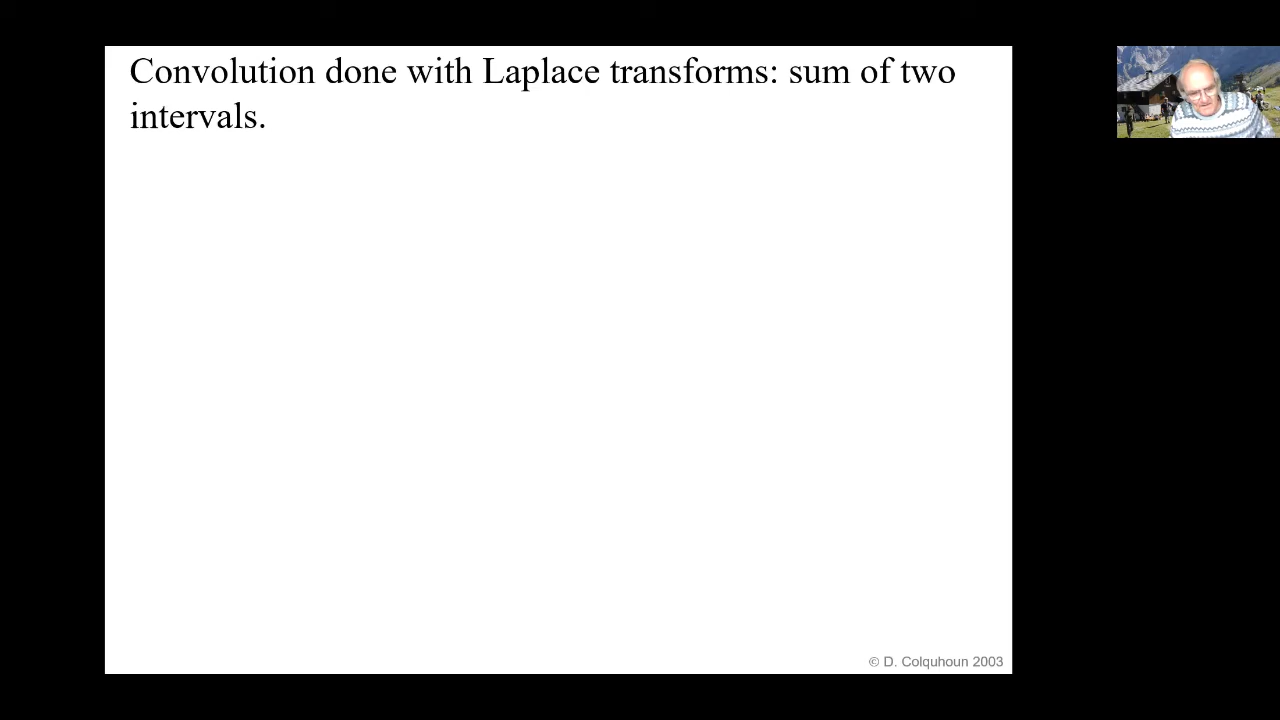 Convolution done with Laplace transforms: sum of two
intervals.
© D. Colquhoun 2003